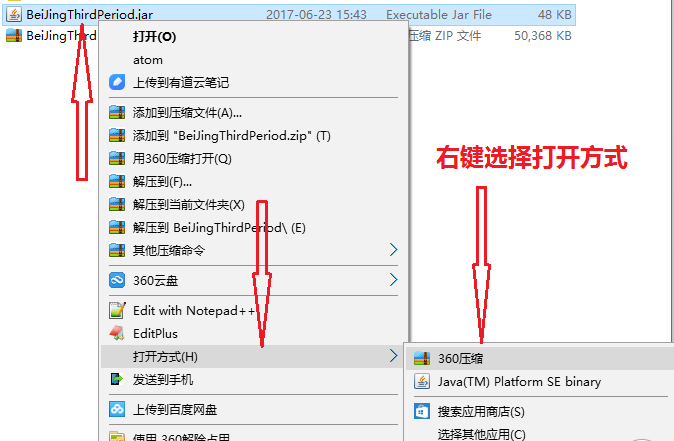 BeiJingThirdPeriod.jar 2017-06-23 15:43 Executable Jar File 48 KB
BeiJingThird 压缩 ZIP 文件 50,368 KB
打开(O)
atom
上传到有道云笔记
添加到压缩文件(A)...
添加到 "BeiJingThirdPeriod.zip" (T)
用360压缩打开(Q)
解压到(F)...
解压到当前文件夹(X)
解压到 BeiJingThirdPeriod\ (E)
其他压缩命令
360云盘
Edit with Notepad++
EditPlus
打开方式(H)
发送到手机
上传到百度网盘
使用 360解除占用
右键选择打开方式
360压缩
Java(TM) Platform SE binary
搜索应用商店(S)
选择其他应用(C)